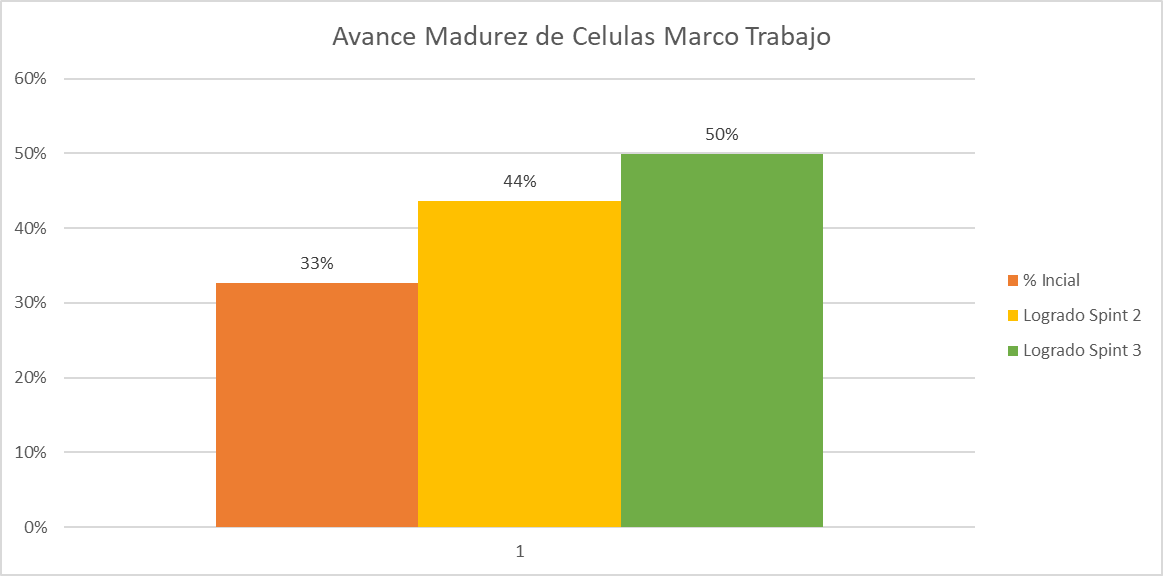 Avance Madurez de Celulas Marco Trabajo
60%
50%
40%
30%
20%
10%
0%
33%
44%
50%
1
% Incial
Logrado Spint 2
Logrado Spint 3